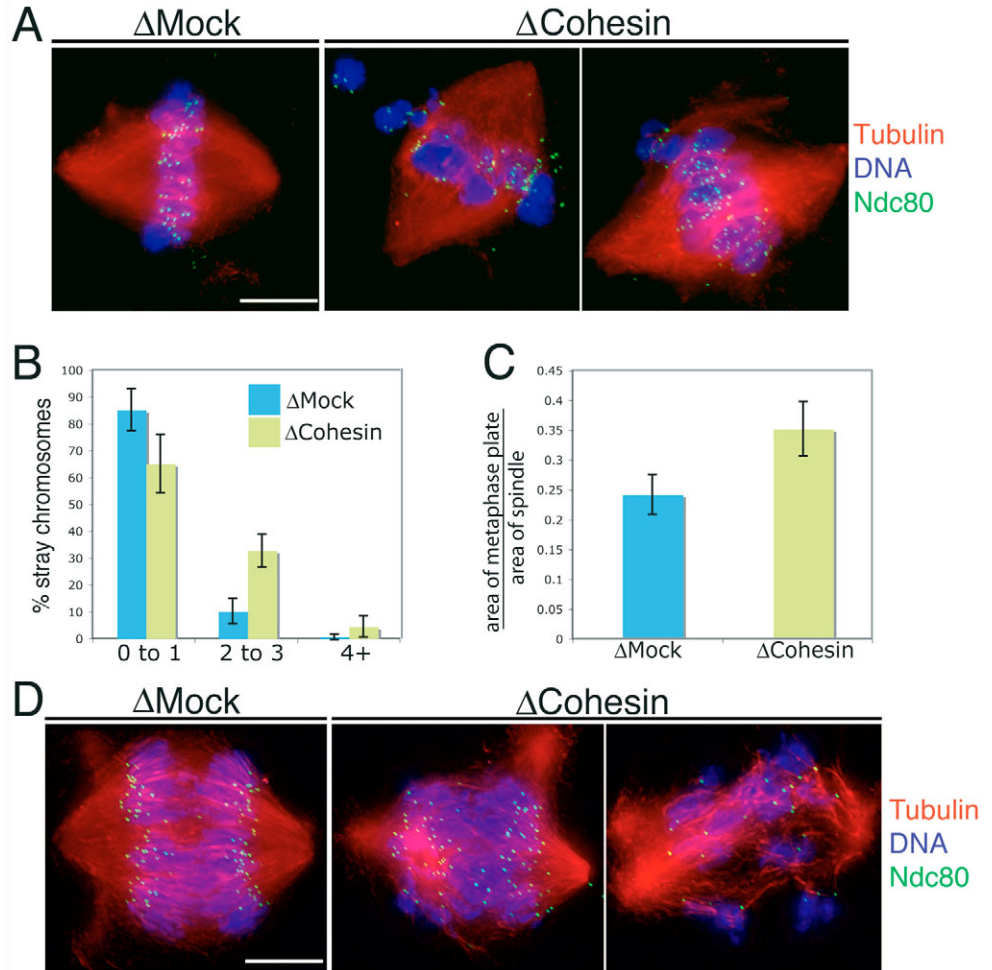 A
ΔMock
ΔCohesin
Tubulin
DNA
Ndc80
B
% stray chromosomes
100
90
80
70
60
50
40
30
20
10
0
ΔMock
ΔCohesin
0 to 1
2 to 3
4+
C
area of metaphase plate
area of spindle
0.45
0.4
0.35
0.3
0.25
0.2
0.15
0.1
0.05
0
ΔMock
ΔCohesin
D
ΔMock
ΔCohesin
Tubulin
DNA
Ndc80